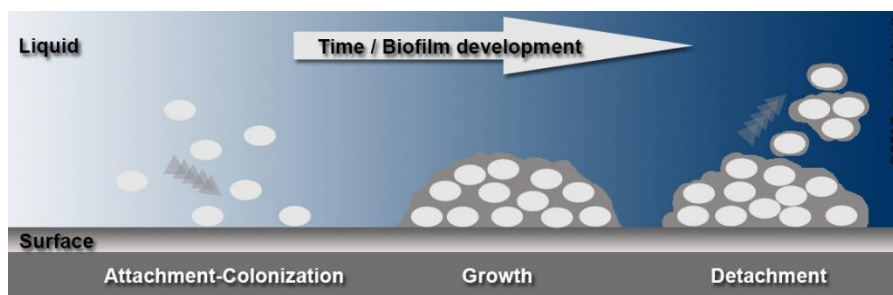 Liquid
Time / Biofilm development
Surface
Attachment-Colonization
Growth
Detachment